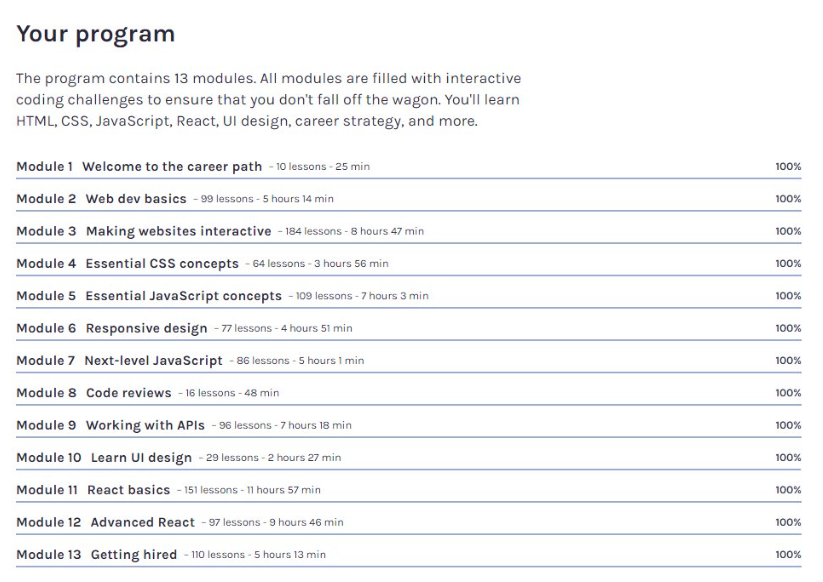 Your program
The program contains 13 modules. All modules are filled with interactive
coding challenges to ensure that you don't fall off the wagon. You'll learn
HTML, CSS, JavaScript, React, UI design, career strategy, and more.
Module 1 Welcome to the career path - 10 lessons - 25 min 100%
Module 2 Web dev basics - 99 lessons - 5 hours 14 min 100%
Module 3 Making websites interactive - 184 lessons - 8 hours 47 min 100%
Module 4 Essential CSS concepts - 64 lessons - 3 hours 56 min 100%
Module 5 Essential JavaScript concepts - 109 lessons - 7 hours 3 min 100%
Module 6 Responsive design - 77 lessons - 4 hours 51 min 100%
Module 7 Next-level JavaScript - 86 lessons - 5 hours 1 min 100%
Module 8 Code reviews - 16 lessons - 48 min 100%
Module 9 Working with APIs - 96 lessons - 7 hours 18 min 100%
Module 10 Learn UI design - 29 lessons - 2 hours 27 min 100%
Module 11 React basics - 151 lessons - 11 hours 57 min 100%
Module 12 Advanced React - 97 lessons - 9 hours 46 min 100%
Module 13 Getting hired - 110 lessons - 5 hours 13 min 100%